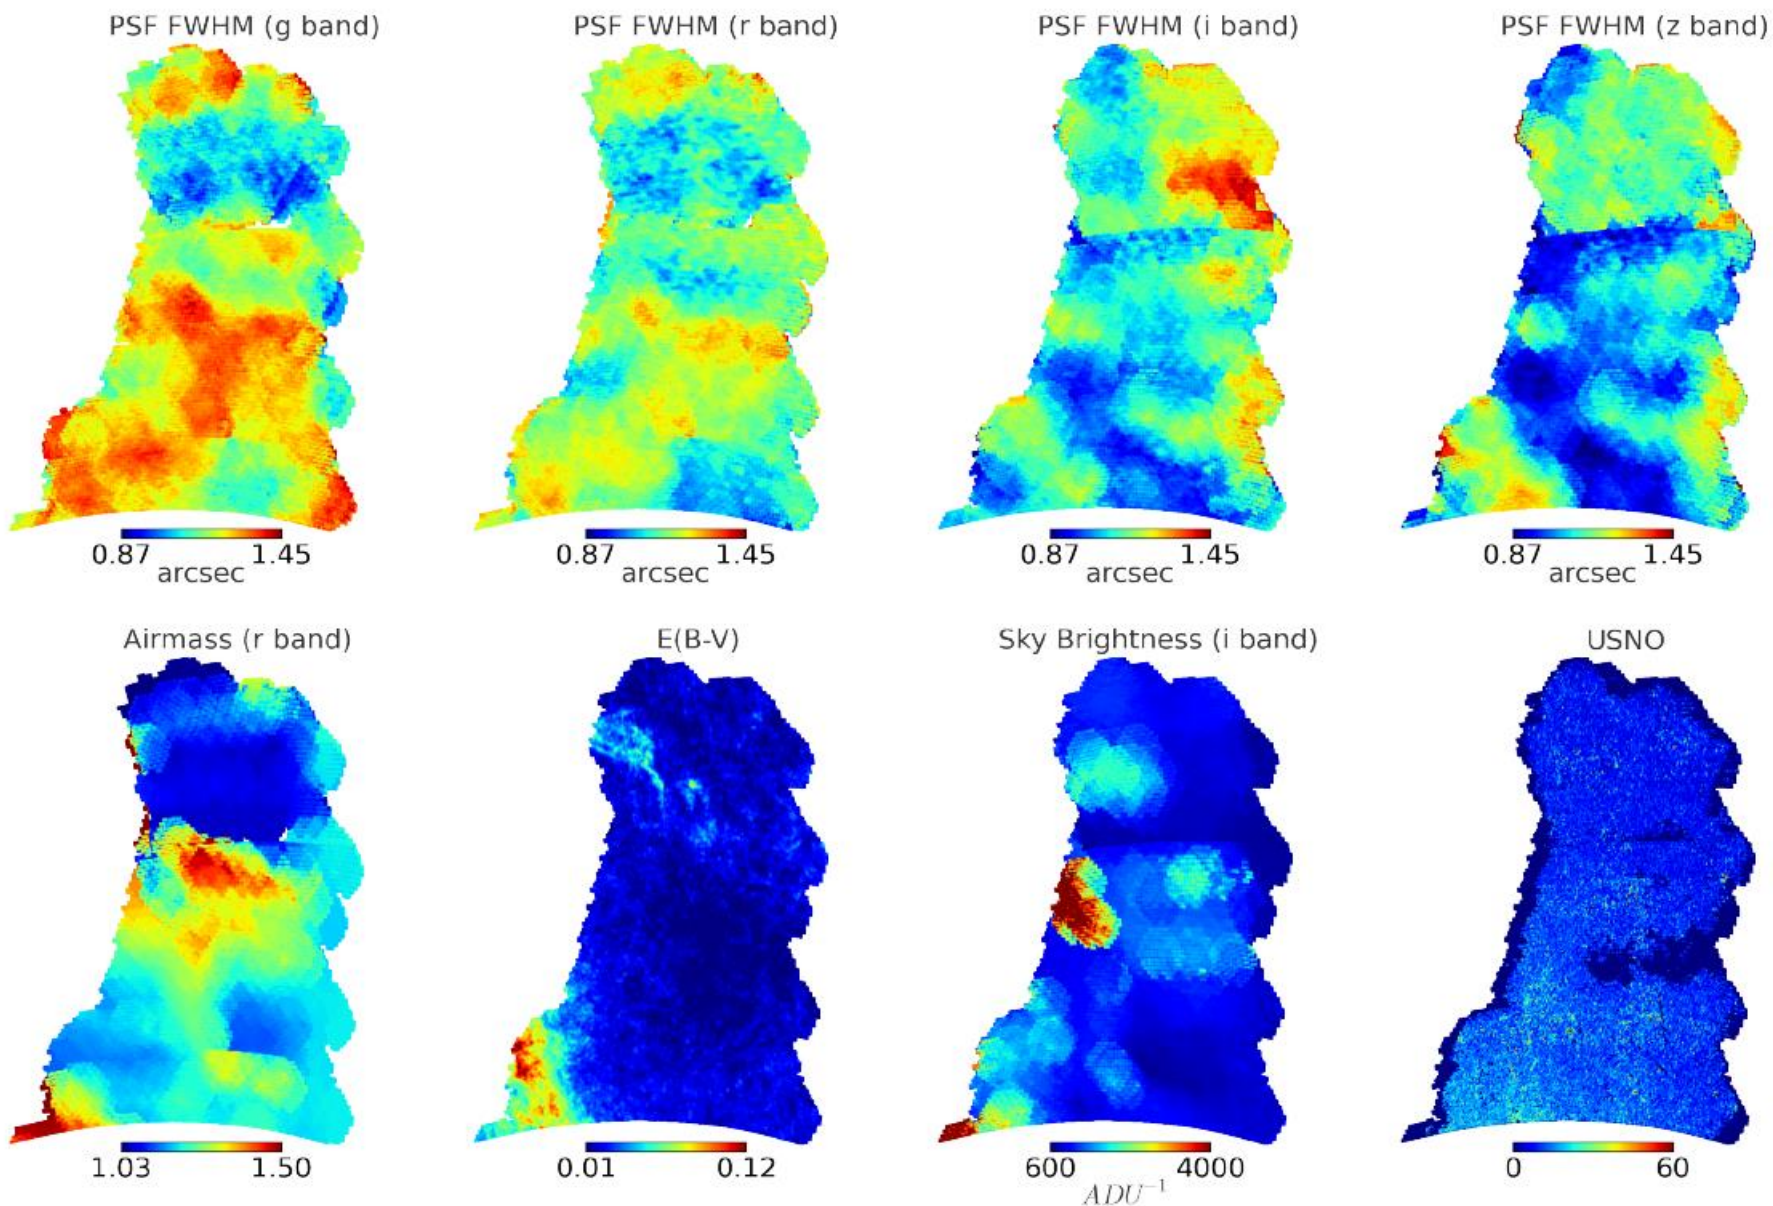 PSF FWHM (g band) PSF FWHM (r band) PSF FWHM (i band) PSF FWHM (z band)
0.87 1.45 0.87 1.45 0.87 1.45 0.87 1.45
arcsec arcsec arcsec arcsec
Airmass (r band) E(B-V) Sky Brightness (i band) USNO
1.03 1.50 0.01 0.12 600 4000 0 60
ADU⁻¹